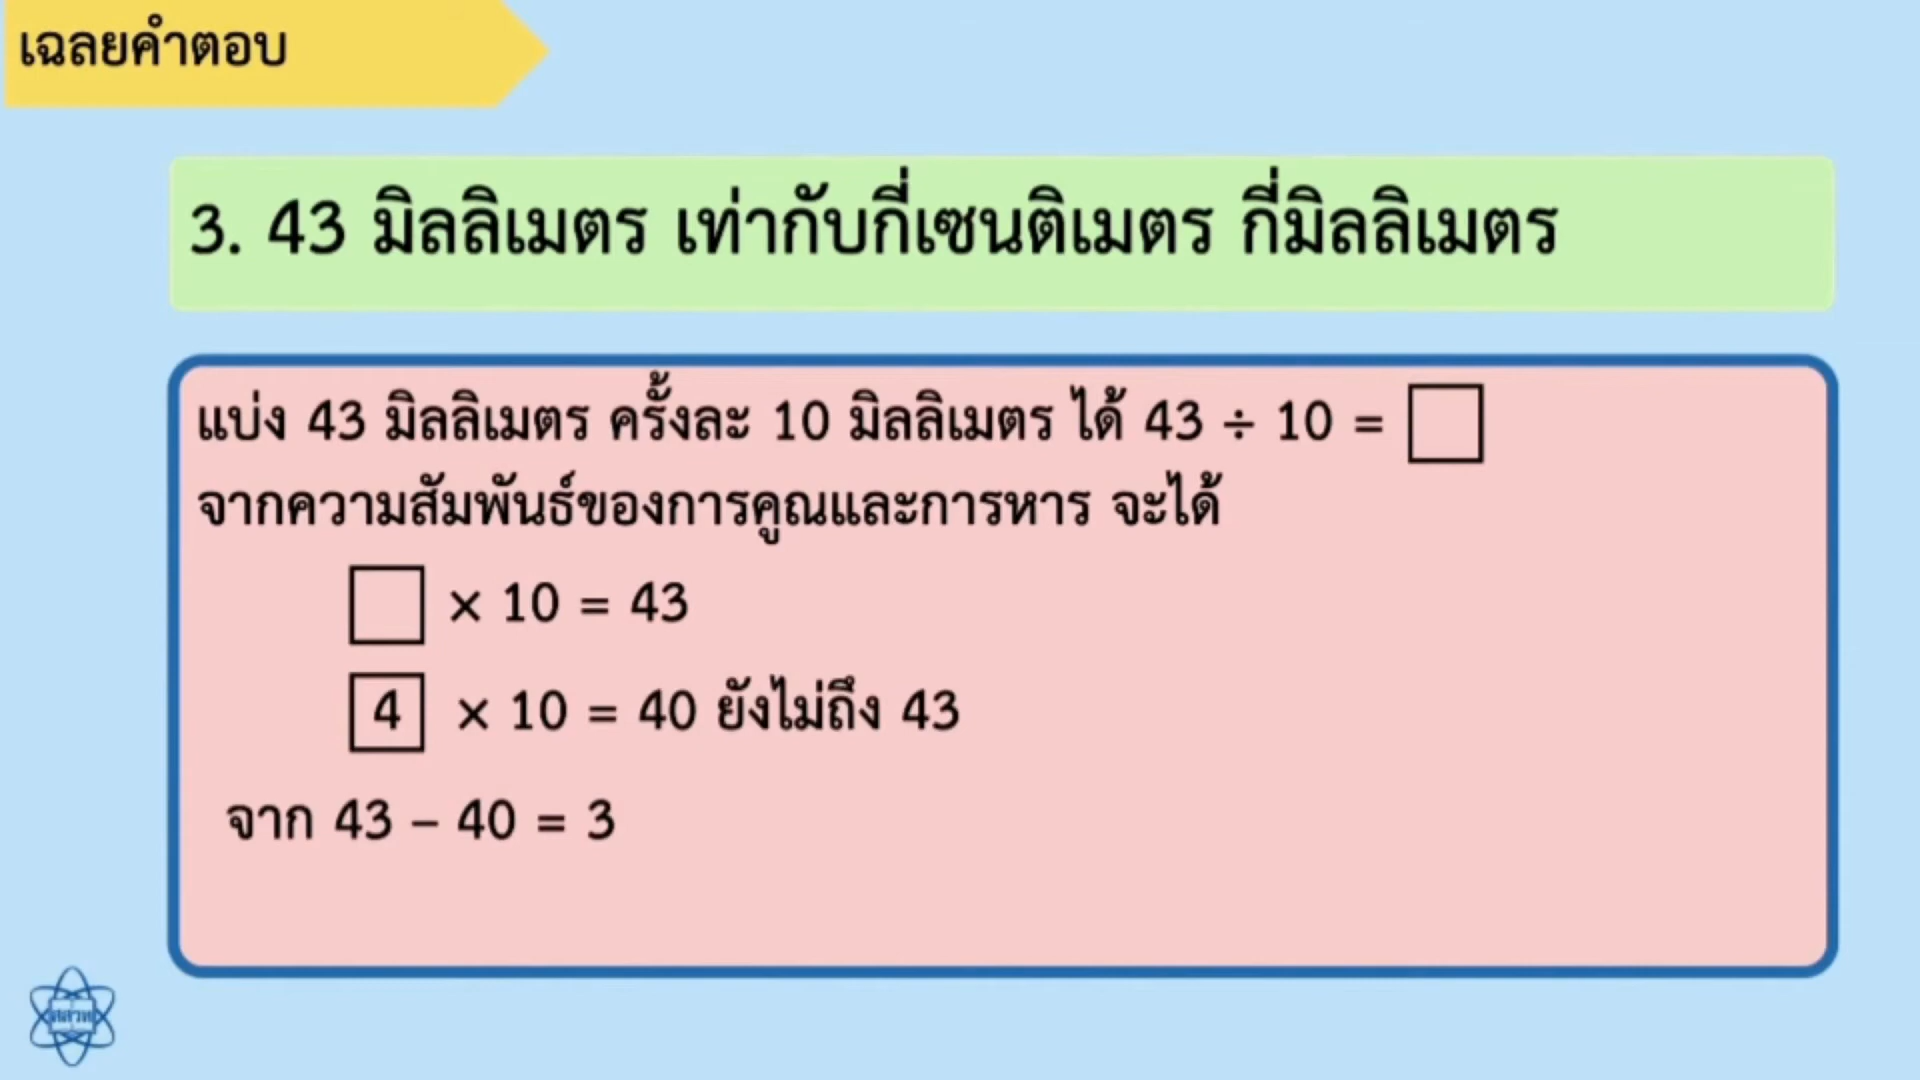 เฉลยคำตอบ
3. 43 มิลลิเมตร เท่ากับกี่เซนติเมตร กี่มิลลิเมตร
แบ่ง 43 มิลลิเมตร ครั้งละ 10 มิลลิเมตร ได้ 43 ÷ 10 =
จากความสัมพันธ์ของการคูณและการหาร จะได้
× 10 = 43
4 × 10 = 40 ยังไม่ถึง 43
จาก 43 – 40 = 3
สสวท